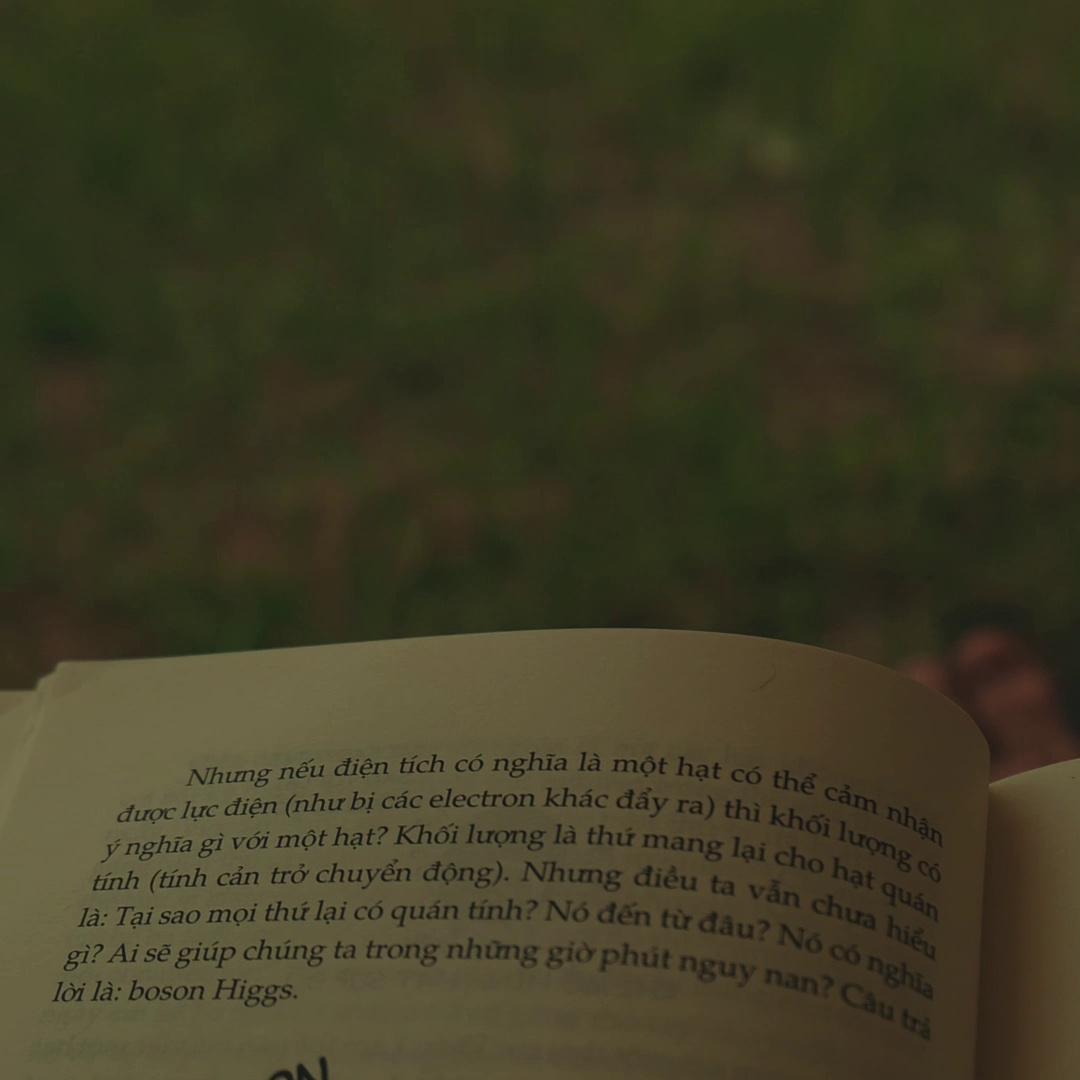 Nhưng nếu điện tích có nghĩa là một hạt có thể cảm nhận
được lực điện (như bị các electron khác đẩy ra) thì khối lượng có
ý nghĩa gì với một hạt? Khối lượng là thứ mang lại cho hạt quán
tính (tính cản trở chuyển động). Nhưng điều ta vẫn chưa hiểu
là: Tại sao mọi thứ lại có quán tính? Nó đến từ đâu? Nó có nghĩa
gì? Ai sẽ giúp chúng ta trong những giờ phút nguy nan? Câu trả
lời là: boson Higgs.